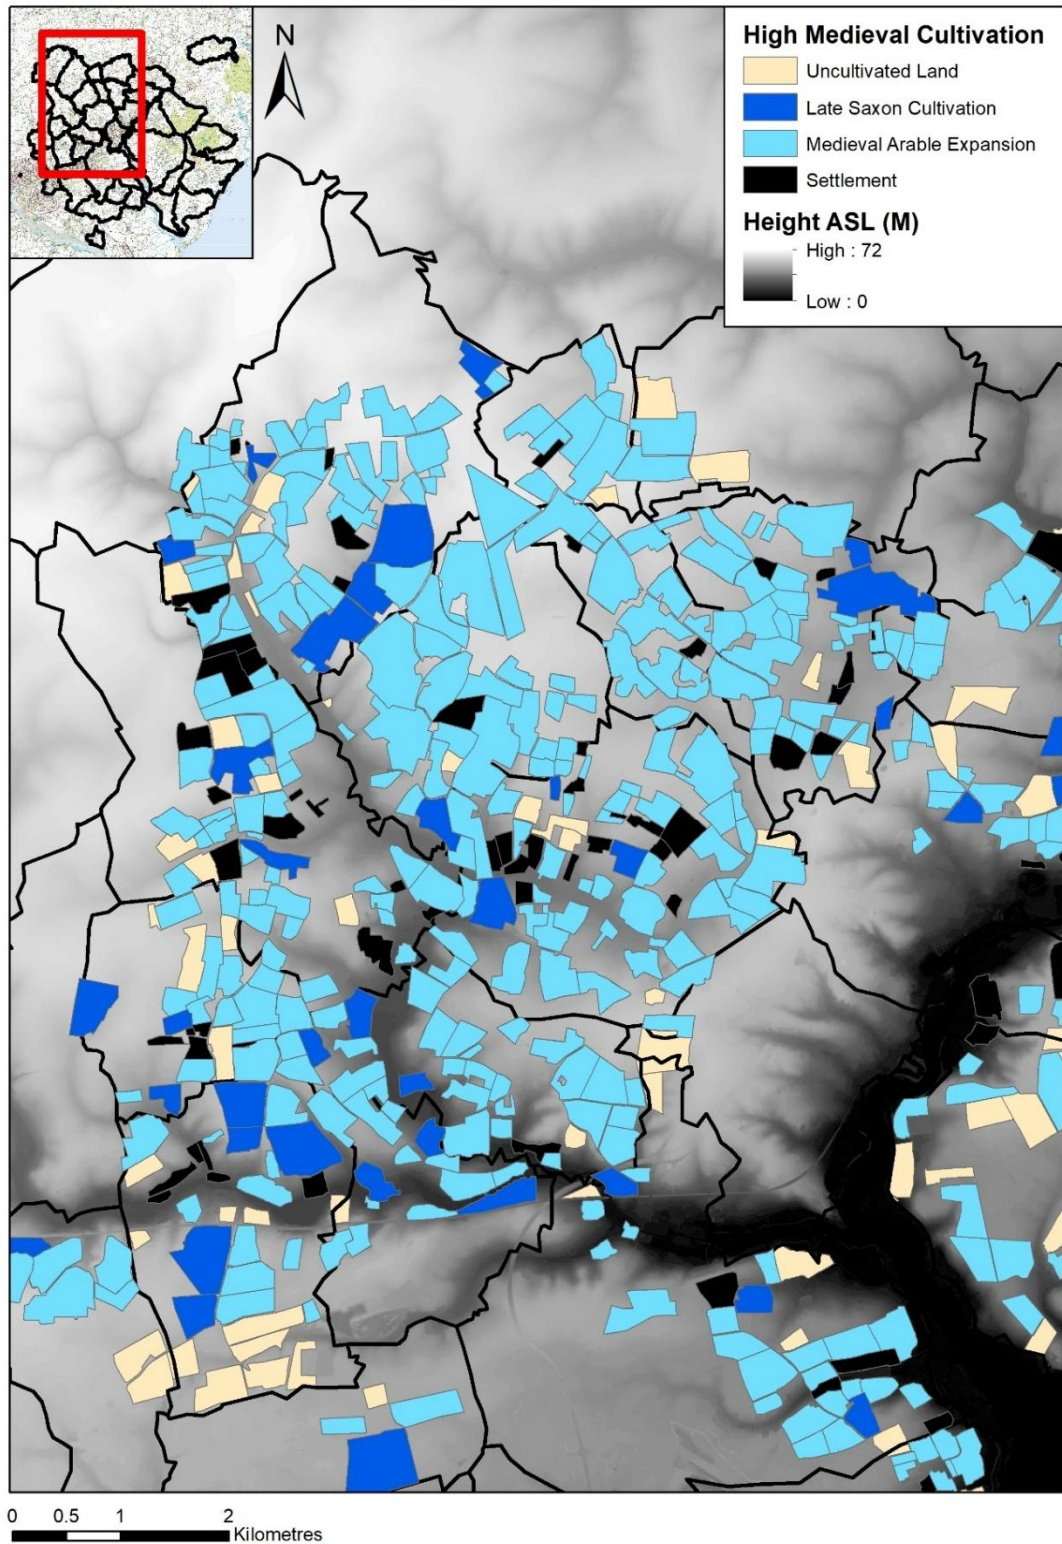 N
High Medieval Cultivation
Uncultivated Land
Late Saxon Cultivation
Medieval Arable Expansion
Settlement
Height ASL (M)
High : 72
Low : 0
0 0.5 1 2
Kilometres